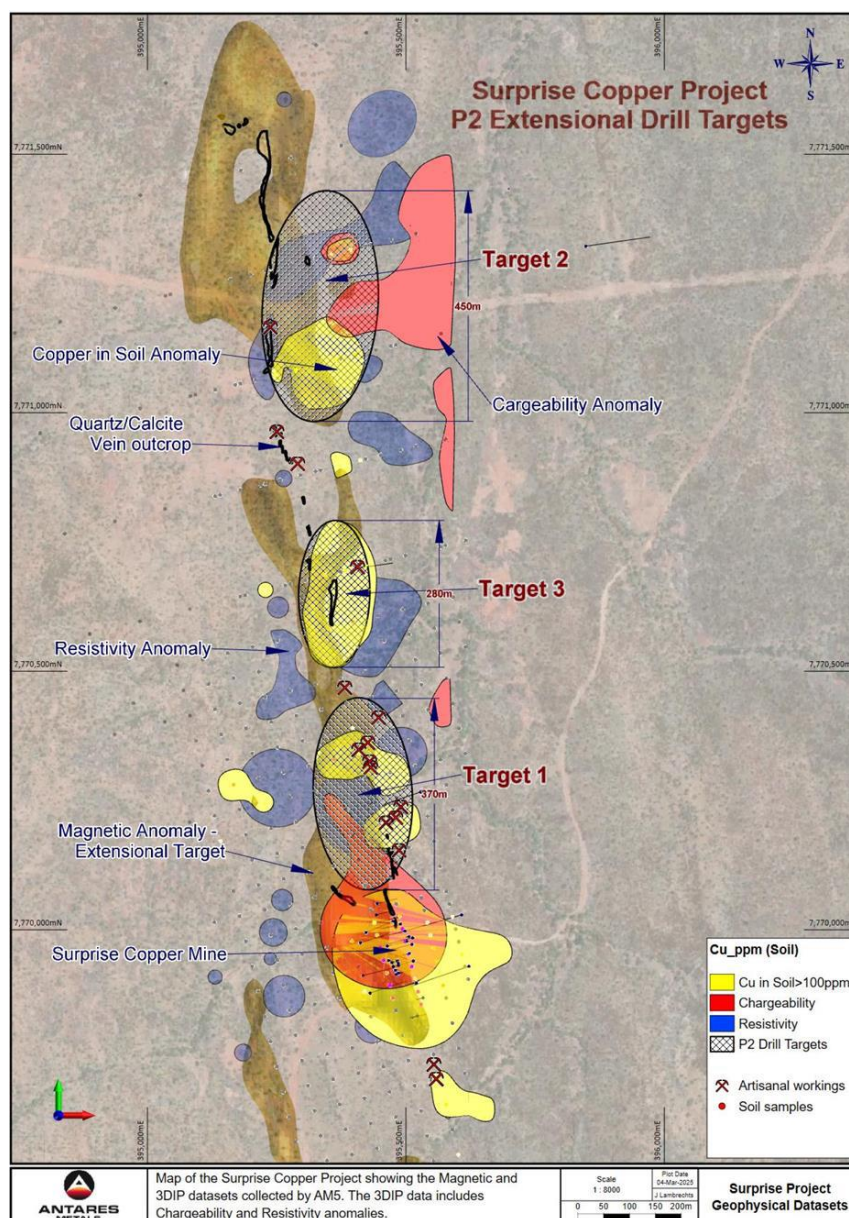 395,000mE
395,500mE
396,000mE
N
W E
S
Surprise Copper Project
P2 Extensional Drill Targets
7,771,500mN
7,771,500mN
Target 2
450m
Copper in Soil Anomaly
Cargeability Anomaly
7,771,000mN
7,771,000mN
Quartz/Calcite
Vein outcrop
Target 3
280m
Resistivity Anomaly
7,770,500mN
7,770,500mN
Target 1
370m
Magnetic Anomaly -
Extensional Target
7,770,000mN
7,770,000mN
Surprise Copper Mine
Cu_ppm (Soil)
Cu in Soil>100ppm
Chargeability
Resistivity
P2 Drill Targets
Artisanal workings
Soil samples
395,000mE
395,500mE
396,000mE
ANTARES
METALS
Map of the Surprise Copper Project showing the Magnetic and
3DIP datasets collected by AM5. The 3DIP data includes
Chargeability and Resistivity anomalies.
Scale
1 : 8000
Plot Date
04-Mar-2025
J Lambrechts
0 50 100 150 200m
Surprise Project
Geophysical Datasets